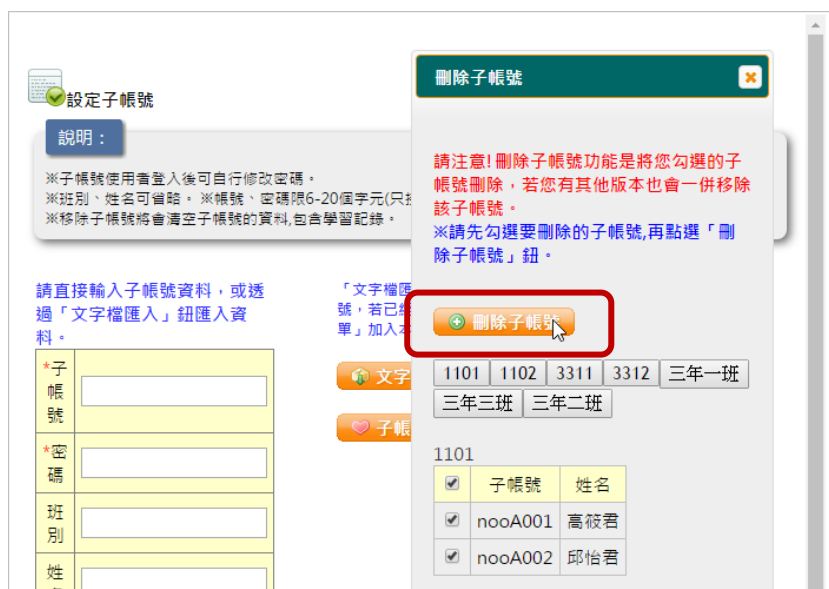 設定子帳號
說明：
※子帳號使用者登入後可自行修改密碼。
※班別、姓名可省略。 ※帳號、密碼限6-20個字元(只
※移除子帳號將會清空子帳號的資料,包含學習記錄。
請直接輸入子帳號資料，或透
過「文字檔匯入」鈕匯入資
料。
*子
帳
號
*密
碼
班
別
姓
「文字檔匯
號，若已
單」加入
文字
子帳
刪除子帳號
請注意!刪除子帳號功能是將您勾選的子
帳號刪除，若您有其他版本也會一併移除
該子帳號。
※請先勾選要刪除的子帳號,再點選「刪
除子帳號」鈕。
刪除子帳號
1101 1102 3311 3312 三年一班
三年三班 三年二班
1101
子帳號 姓名
nooA001 高筱君
nooA002 邱怡君